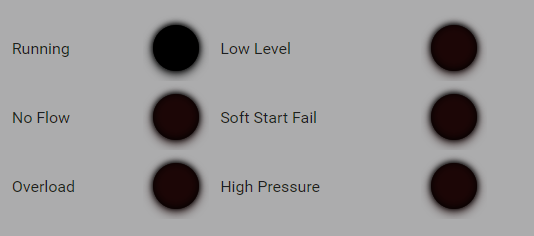 Running Low Level
No Flow Soft Start Fail
Overload High Pressure